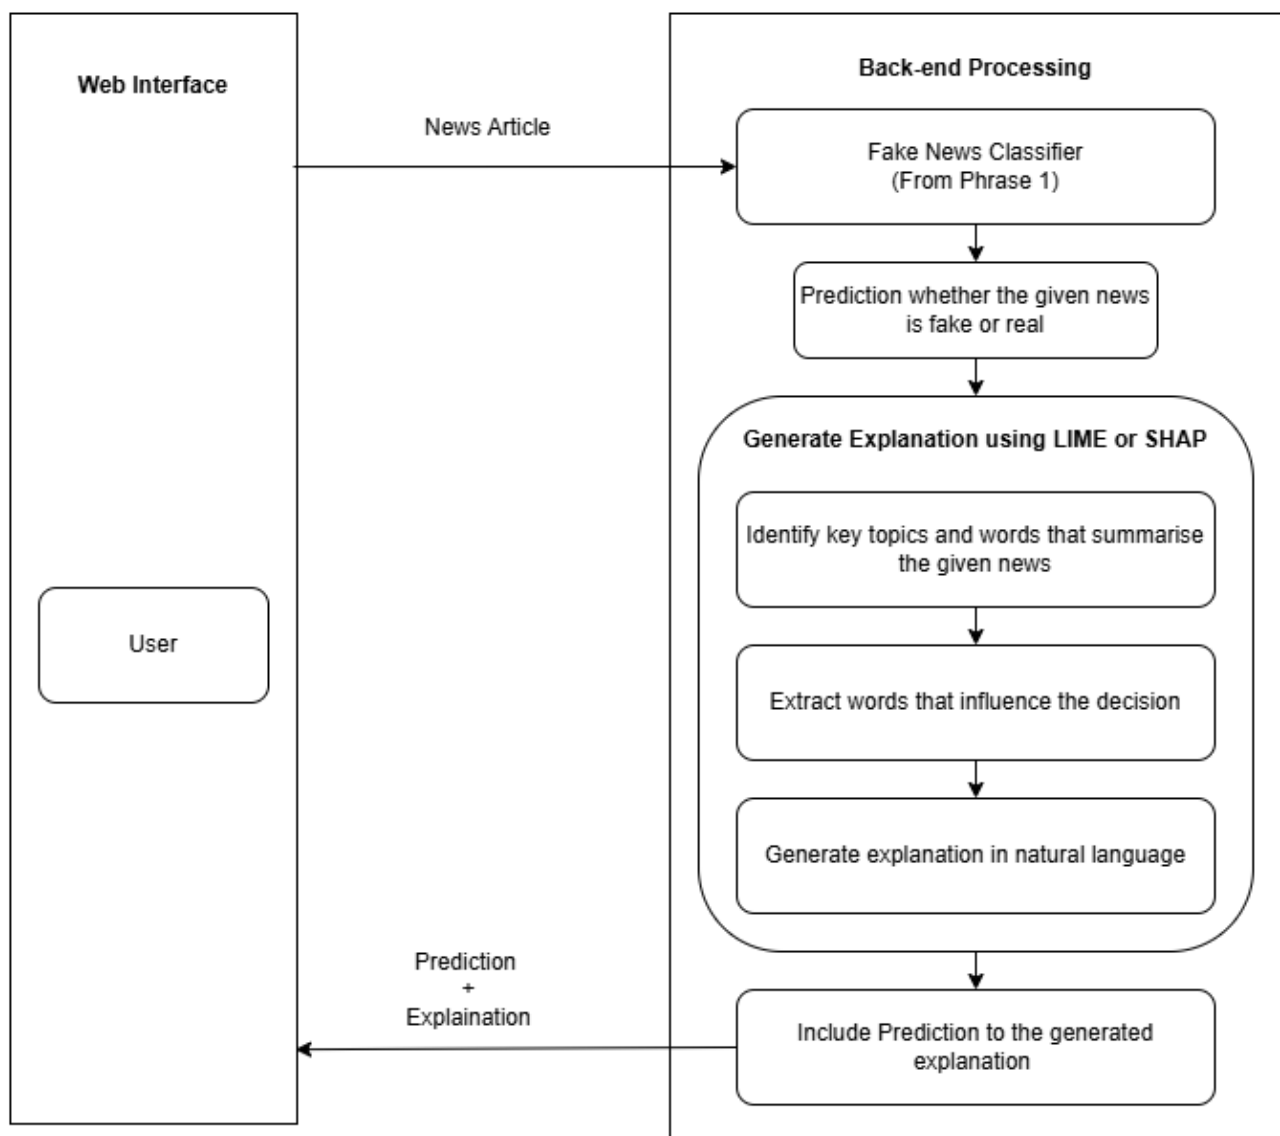 Web Interface
User
News Article
Back-end Processing
Fake News Classifier
(From Phrase 1)
Prediction whether the given news
is fake or real
Generate Explanation using LIME or SHAP
Identify key topics and words that summarise
the given news
Extract words that influence the decision
Generate explanation in natural language
Include Prediction to the generated
explanation
Prediction
+
Explaination